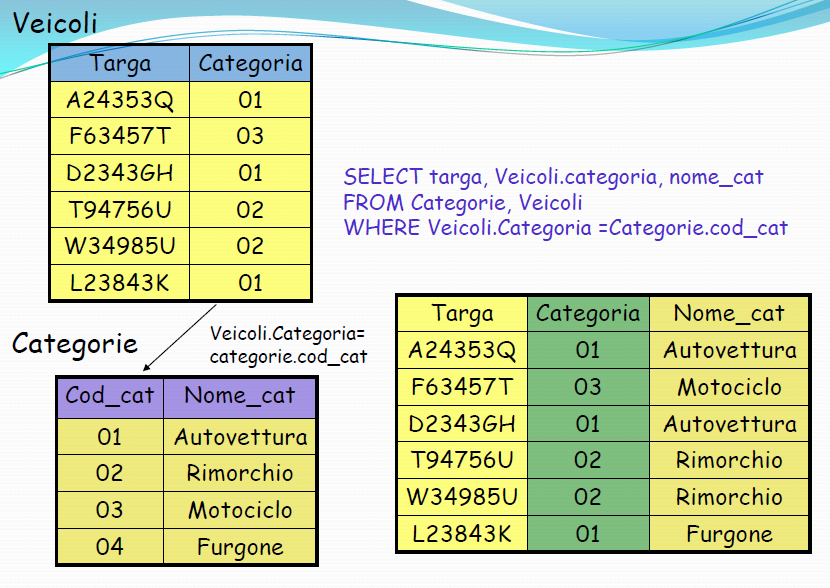 Veicoli
Targa Categoria
A24353Q 01
F63457T 03
D2343GH 01
T94756U 02
W34985U 02
L23843K 01
SELECT targa, Veicoli.categoria, nome_cat
FROM Categorie, Veicoli
WHERE Veicoli.Categoria =Categorie.cod_cat
Veicoli.Categoria=
categorie.cod_cat
Categorie
Cod_cat Nome_cat
01 Autovettura
02 Rimorchio
03 Motociclo
04 Furgone
Targa Categoria Nome_cat
A24353Q 01 Autovettura
F63457T 03 Motociclo
D2343GH 01 Autovettura
T94756U 02 Rimorchio
W34985U 02 Rimorchio
L23843K 01 Furgone